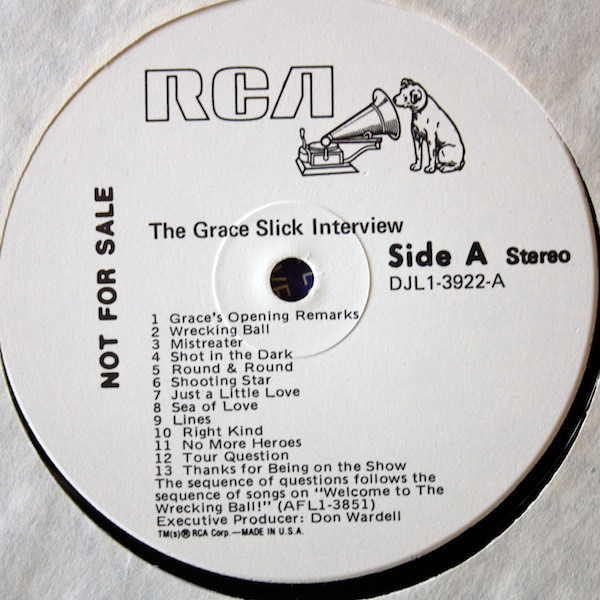 RCA
NOT FOR SALE
The Grace Slick Interview
Side A Stereo
DJL1-3922-A
1 Grace's Opening Remarks
2 Wrecking Ball
3 Mistreater
4 Shot in the Dark
5 Round & Round
6 Shooting Star
7 Just a Little Love
8 Sea of Love
9 Lines
10 Right Kind
11 No More Heroes
12 Tour Question
13 Thanks for Being on the Show
The sequence of questions follows the
sequence of songs on "Welcome to The
Wrecking Ball!" (AFL1-3851)
Executive Producer: Don Wardell
TM(s)® RCA Corp.—MADE IN U.S.A.